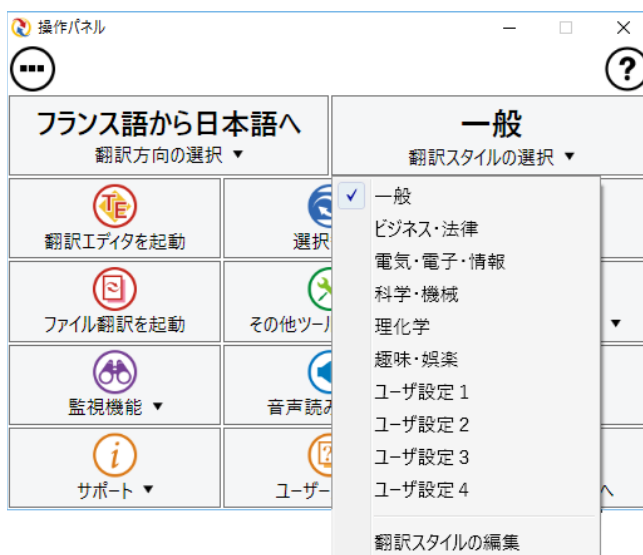 操作パネル
フランス語から日本語へ
翻訳方向の選択 ▼
一般
翻訳スタイルの選択 ▼
翻訳エディタを起動
選択
ファイル翻訳を起動
その他ツール
▼
監視機能 ▼
音声読み
サポート ▼
ユーザー
へ
✓ 一般
ビジネス・法律
電気・電子・情報
科学・機械
理化学
趣味・娯楽
ユーザ設定 1
ユーザ設定 2
ユーザ設定 3
ユーザ設定 4
翻訳スタイルの編集